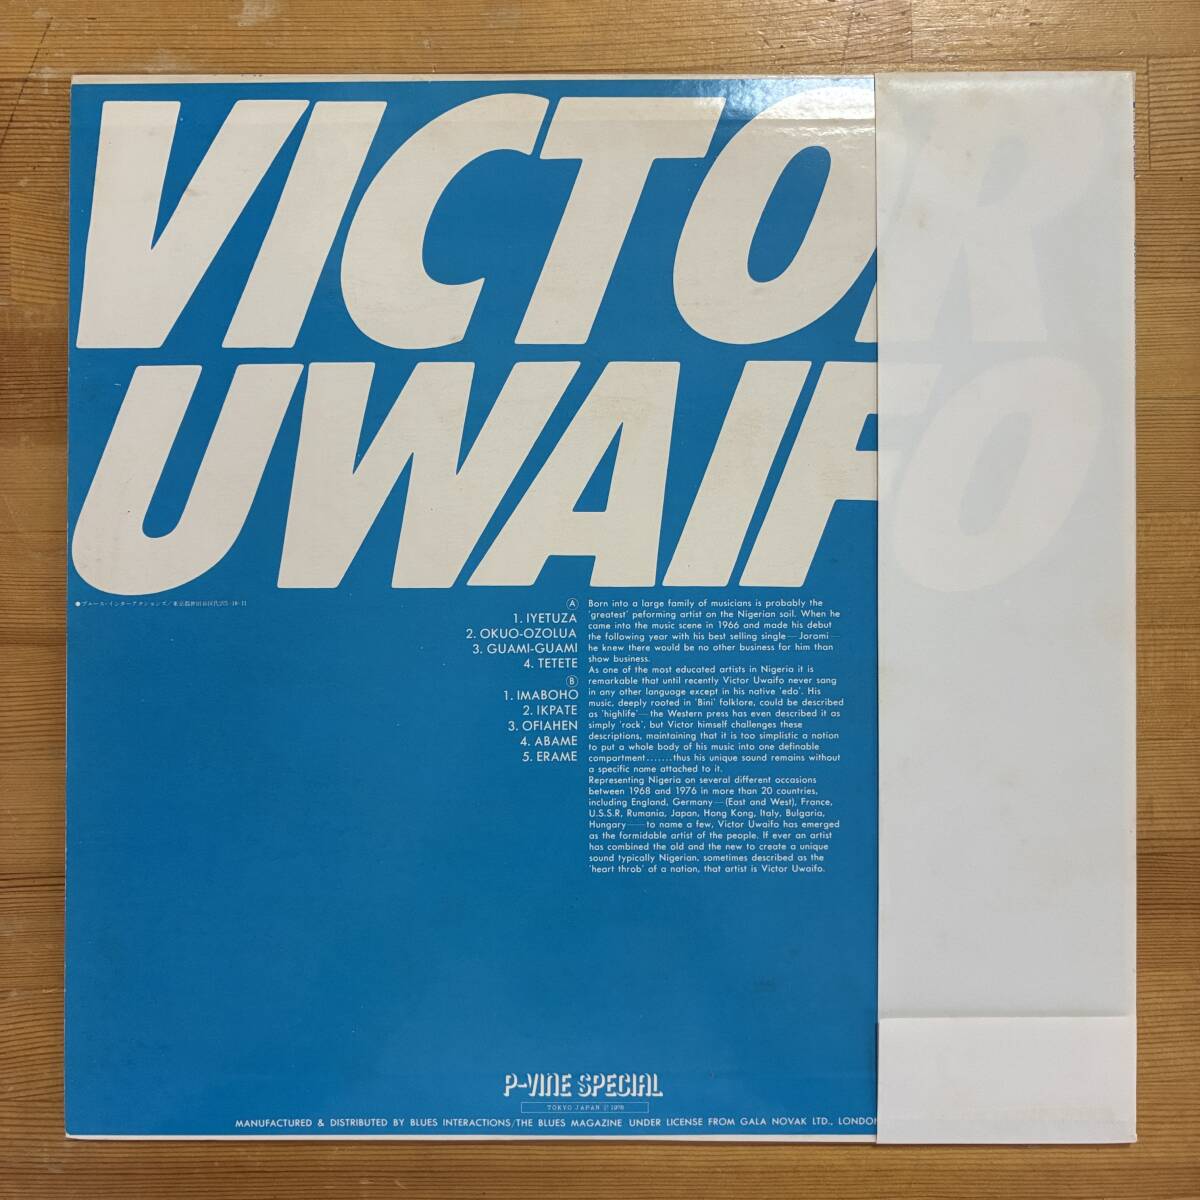 VICTOR
UWAIFO
●ブルース・インターアクションズ/東京都世田谷区代沢5-18-11
Ⓐ
1. IYETUZA
2. OKUO-OZOLUA
3. GUAMI-GUAMI
4. TETETE
Ⓑ
1. IMABOHO
2. IKPATE
3. OFIAHEN
4. ABAME
5. ERAME
Born into a large family of musicians is probably the
'greatest' peforming artist on the Nigerian soil. When he
came into the music scene in 1966 and made his debut
the following year with his best selling single—Joromi—
he knew there would be no other business for him than
show business.
As one of the most educated artists in Nigeria it is
remarkable that until recently Victor Uwaifo never sang
in any other language except in his native 'edo'. His
music, deeply rooted in 'Bini' folklore, could be described
as 'highlife'—the Western press has even described it as
simply 'rock', but Victor himself challenges these
descriptions, maintaining that it is too simplistic a notion
to put a whole body of his music into one definable
compartment.......thus his unique sound remains without
a specific name attached to it.
Representing Nigeria on several different occasions
between 1968 and 1976 in more than 20 countries,
including England, Germany—(East and West), France,
U.S.S.R, Rumania, Japan, Hang Kong, Italy, Bulgaria,
Hungary—to name a few, Victor Uwaifo has emerged
as the formidable artist of the people. If ever an artist
has combined the old and the new to create a unique
sound typically Nigerian, sometimes described as the
'heart throb' of a nation, that artist is Victor Uwaifo.
P-VINE SPECIAL
TOKYO JAPAN Ⓟ 1976
MANUFACTURED & DISTRIBUTED BY BLUES INTERACTIONS/THE BLUES MAGAZINE UNDER LICENSE FROM GALA NOVAK LTD., LONDON